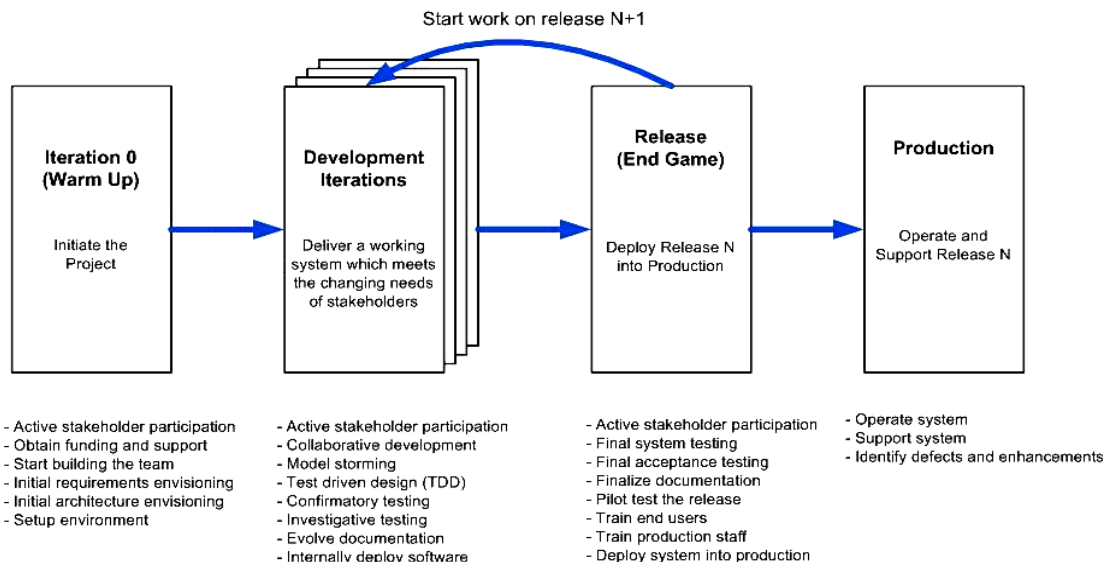 Start work on release N+1
Iteration 0
(Warm Up)
Initiate the
Project
Development
Iterations
Deliver a working
system which meets
the changing needs
of stakeholders
Release
(End Game)
Deploy Release N
into Production
Production
Operate and
Support Release N
- Active stakeholder participation
- Obtain funding and support
- Start building the team
- Initial requirements envisioning
- Initial architecture envisioning
- Setup environment
- Active stakeholder participation
- Collaborative development
- Model storming
- Test driven design (TDD)
- Confirmatory testing
- Investigative testing
- Evolve documentation
- Internally deploy software
- Active stakeholder participation
- Final system testing
- Final acceptance testing
- Finalize documentation
- Pilot test the release
- Train end users
- Train production staff
- Deploy system into production
- Operate system
- Support system
- Identify defects and enhancements